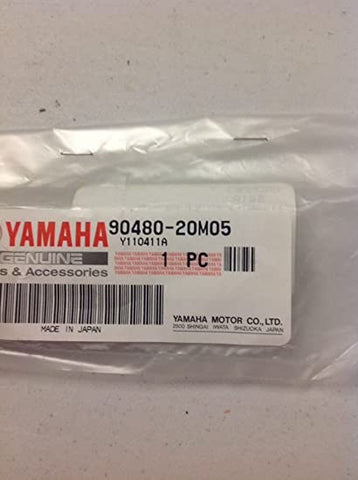 YAMAHA 90480-20M05
Y110411A
GENUINE
s & Accessories
1 PC
MADE IN JAPAN
YAMAHA MOTOR CO.,LTD.
2500 SHINGAI IWATA SHIZUOKA JAPAN